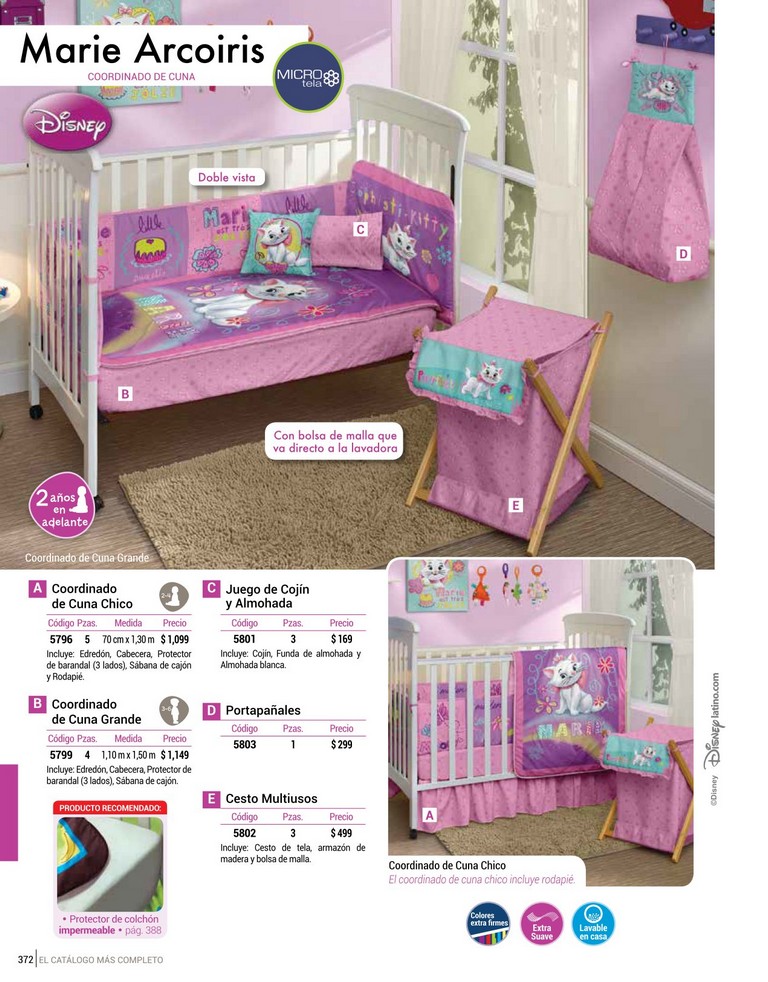 Marie Arcoiris
COORDINADO DE CUNA
MICRO
tela
Disney
Doble vista
little
Marie
EST TRÈS
little
Sophisti-Kitty
C
D
B
Con bolsa de malla que
va directo a la lavadora
E
2 años
en
adelante
Coordinado de Cuna Grande
A Coordinado
de Cuna Chico
Código Pzas. Medida Precio
5796 5 70 cm x 1,30 m $ 1,099
Incluye: Edredón, Cabecera, Protector
de barandal (3 lados), Sábana de cajón
y Rodapié.
B Coordinado
de Cuna Grande
Código Pzas. Medida Precio
5799 4 1,10 m x 1,50 m $ 1,149
Incluye: Edredón, Cabecera, Protector de
barandal (3 lados), Sábana de cajón.
PRODUCTO RECOMENDADO:
• Protector de colchón
impermeable • pág. 388
C Juego de Cojín
y Almohada
Código Pzas. Precio
5801 3 $ 169
Incluye: Cojín, Funda de almohada y
Almohada blanca.
D Portapañales
Código Pzas. Precio
5803 1 $ 299
E Cesto Multiusos
Código Pzas. Precio
5802 3 $ 499
Incluye: Cesto de tela, armazón de
madera y bolsa de malla.
MARIE
A
Coordinado de Cuna Chico
El coordinado de cuna chico incluye rodapié.
©Disney Disney latino.com
Colores
extra firmes
Extra
Suave
Lavable
en casa
372 EL CATÁLOGO MÁS COMPLETO